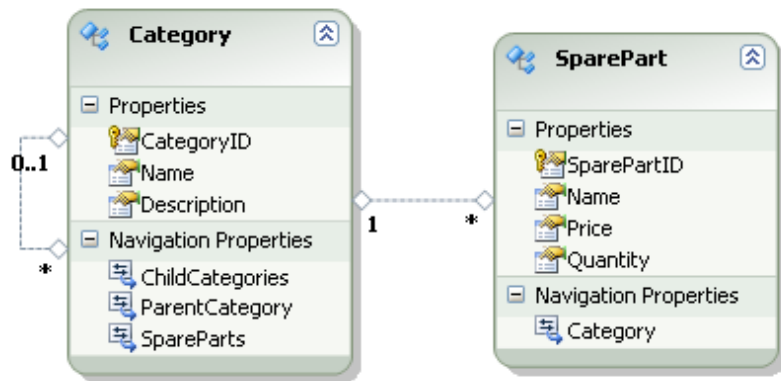 Category
Properties
CategoryID
Name
Description
Navigation Properties
ChildCategories
ParentCategory
SpareParts
0..1
*
1
*
SparePart
Properties
SparePartID
Name
Price
Quantity
Navigation Properties
Category